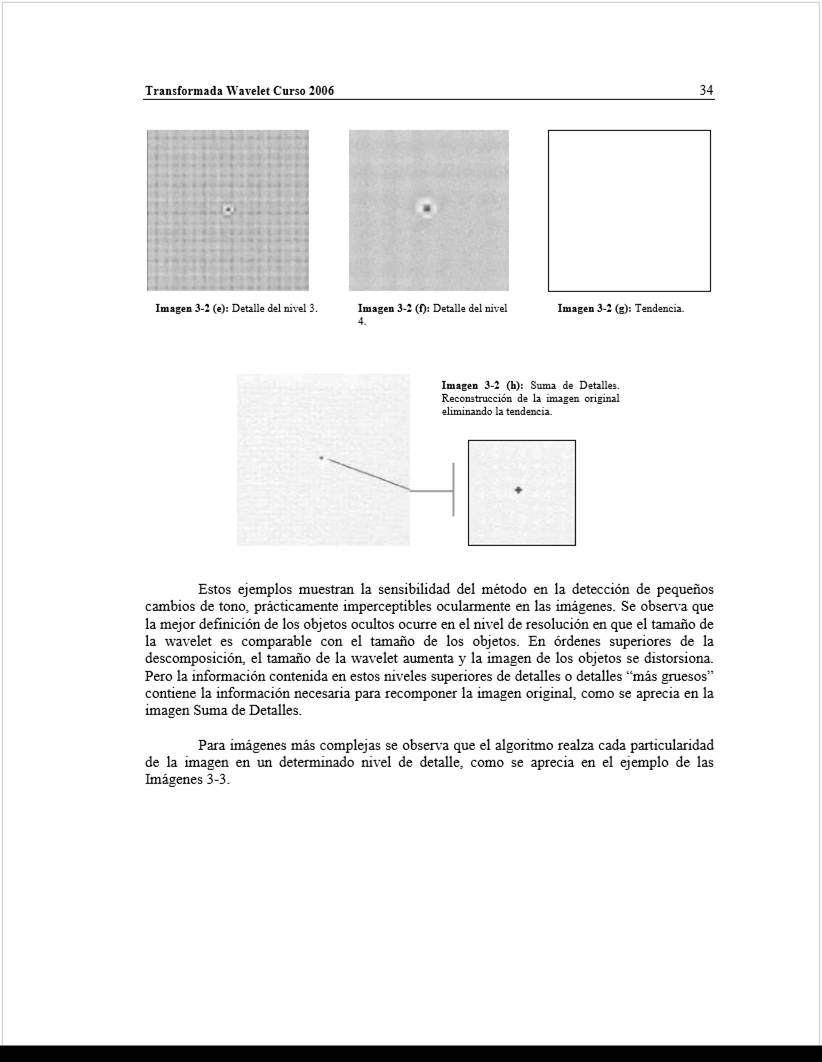 Transformada Wavelet Curso 2006 34
Imagen 3-2 (e): Detalle del nivel 3.
Imagen 3-2 (f): Detalle del nivel
4.
Imagen 3-2 (g): Tendencia.
Imagen 3-2 (h): Suma de Detalles.
Reconstrucción de la imagen original
eliminando la tendencia.
Estos ejemplos muestran la sensibilidad del método en la detección de pequeños
cambios de tono, prácticamente imperceptibles ocularmente en las imágenes. Se observa que
la mejor definición de los objetos ocultos ocurre en el nivel de resolución en que el tamaño de
la wavelet es comparable con el tamaño de los objetos. En órdenes superiores de la
descomposición, el tamaño de la wavelet aumenta y la imagen de los objetos se distorsiona.
Pero la información contenida en estos niveles superiores de detalles o detalles “más gruesos”
contiene la información necesaria para recomponer la imagen original, como se aprecia en la
imagen Suma de Detalles.
Para imágenes más complejas se observa que el algoritmo realza cada particularidad
de la imagen en un determinado nivel de detalle, como se aprecia en el ejemplo de las
Imágenes 3-3.